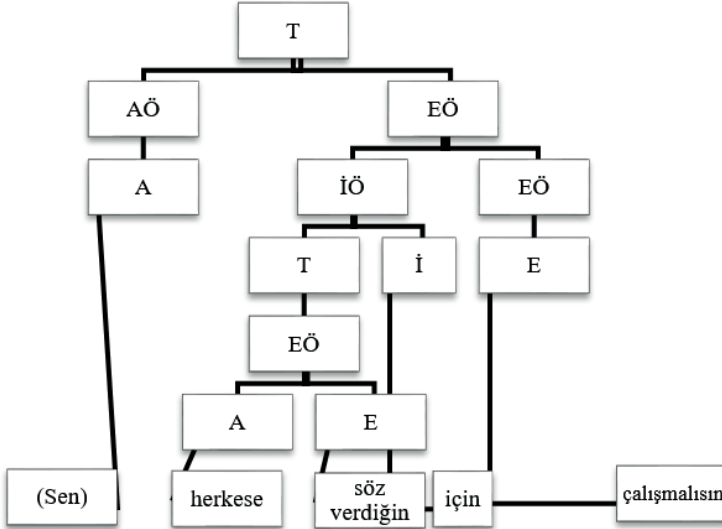 T
AÖ
EÖ
A
İÖ
EÖ
T
İ
E
EÖ
A
E
(Sen)
herkese
söz
verdiğin
için
çalışmalısın